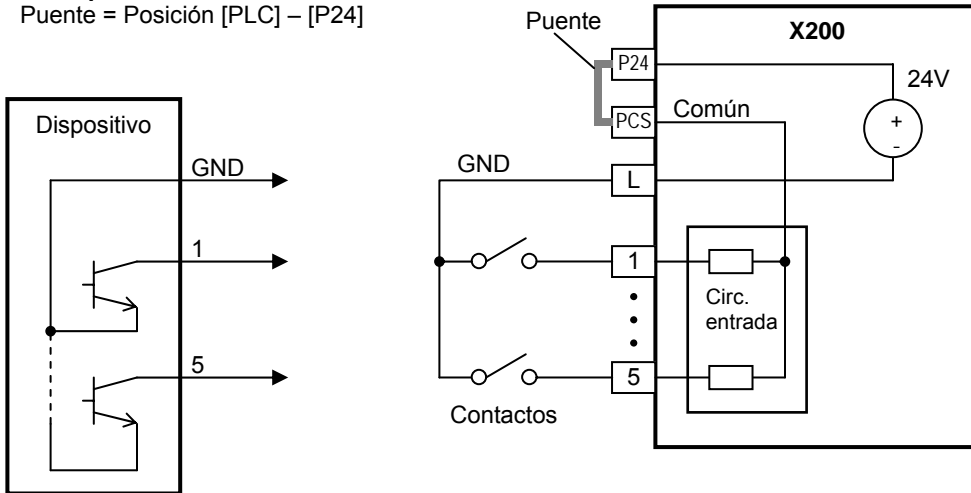 Puente = Posición [PLC] – [P24]
Puente
X200
P24
24V
Dispositivo
PCS
Común
+
-
GND
GND
L
1
1
Circ.
entrada
5
5
Contactos